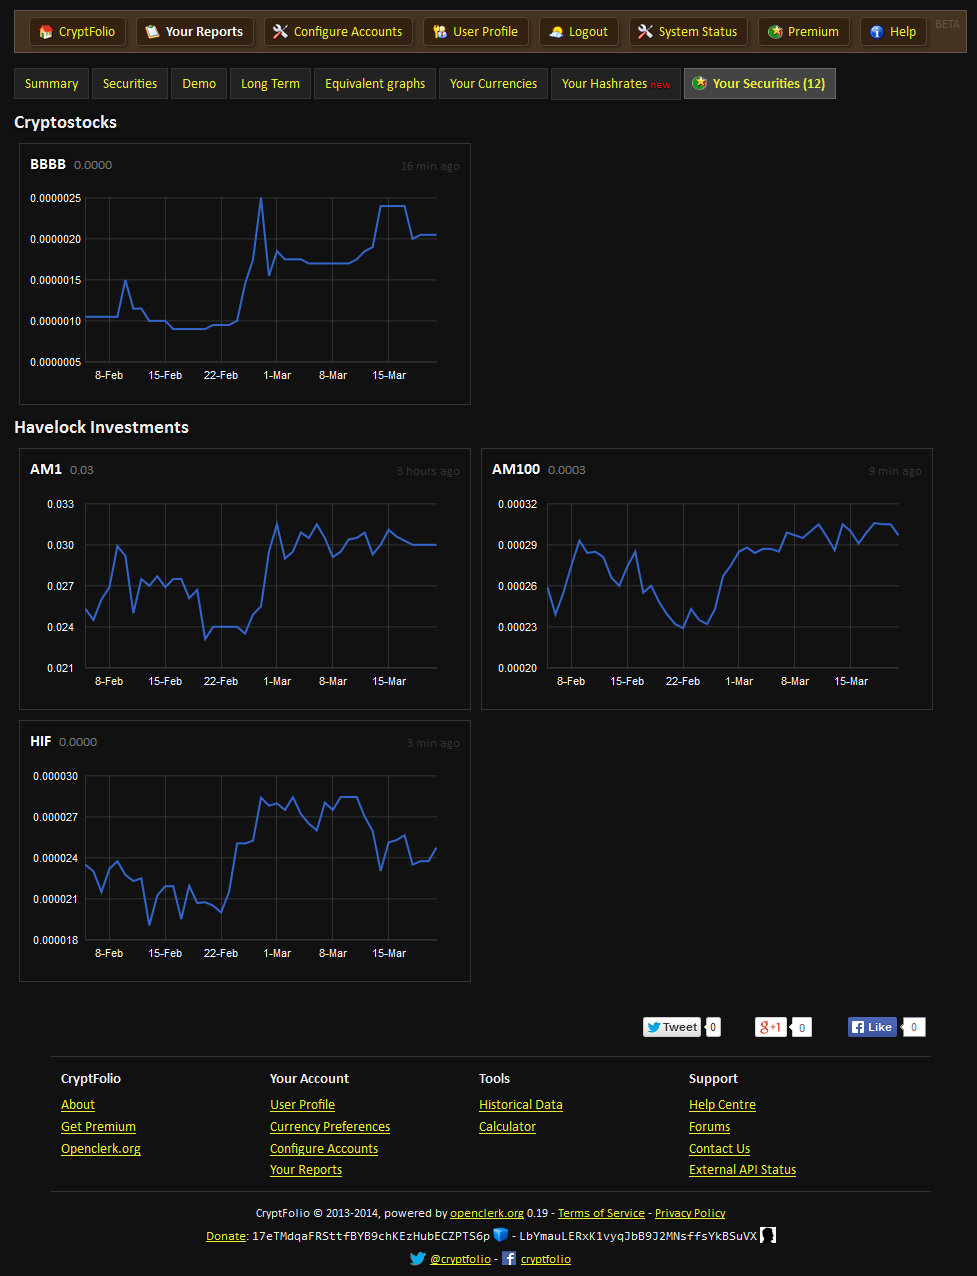 CryptFolio Your Reports Configure Accounts User Profile Logout System Status Premium Help BETA
Summary Securities Demo Long Term Equivalent graphs Your Currencies Your Hashrates new Your Securities (12)
Cryptostocks
BBBB 0.0000 16 min ago
0.0000025
0.0000020
0.0000015
0.0000010
0.0000005
8-Feb 15-Feb 22-Feb 1-Mar 8-Mar 15-Mar
Havelock Investments
AM1 0.03 3 hours ago
0.033
0.030
0.027
0.024
0.021
8-Feb 15-Feb 22-Feb 1-Mar 8-Mar 15-Mar
AM100 0.0003 9 min ago
0.00032
0.00029
0.00026
0.00023
0.00020
8-Feb 15-Feb 22-Feb 1-Mar 8-Mar 15-Mar
HIF 0.0000 3 min ago
0.000030
0.000027
0.000024
0.000021
0.000018
8-Feb 15-Feb 22-Feb 1-Mar 8-Mar 15-Mar
Tweet 0 g+1 0 Like 0
CryptFolio
About
Get Premium
Openclerk.org
Your Account
User Profile
Currency Preferences
Configure Accounts
Your Reports
Tools
Historical Data
Calculator
Support
Help Centre
Forums
Contact Us
External API Status
CryptFolio © 2013-2014, powered by openclerk.org 0.19 - Terms of Service - Privacy Policy
Donate: 17eTMdqaFRSttfBYB9chKEzHubECZPTS6p - LbYmauLERxK1vyqJbB9J2MNsffsYkBSuVX
@cryptfolio - cryptfolio